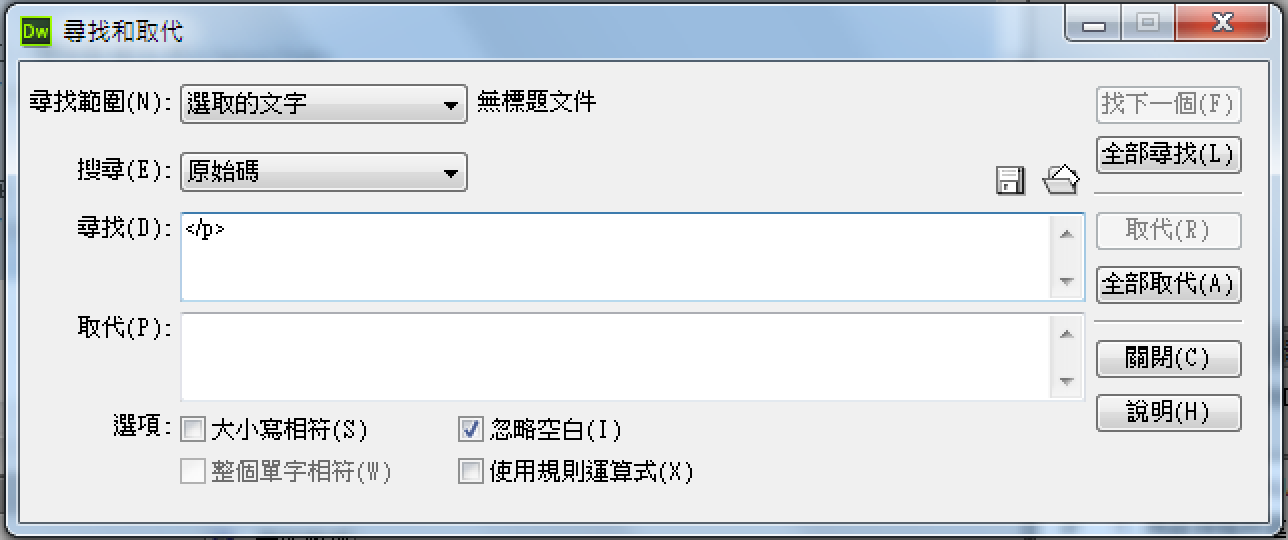 Dw 尋找和取代
尋找範圍(N): 選取的文字 無標題文件 找下一個(F)
全部尋找(L)
搜尋(E): 原始碼
尋找(D): </p> 取代(R)
全部取代(A)
取代(P):
關閉(C)
說明(H)
選項: 大小寫相符(S) 忽略空白(I)
整個單字相符(W) 使用規則運算式(X)